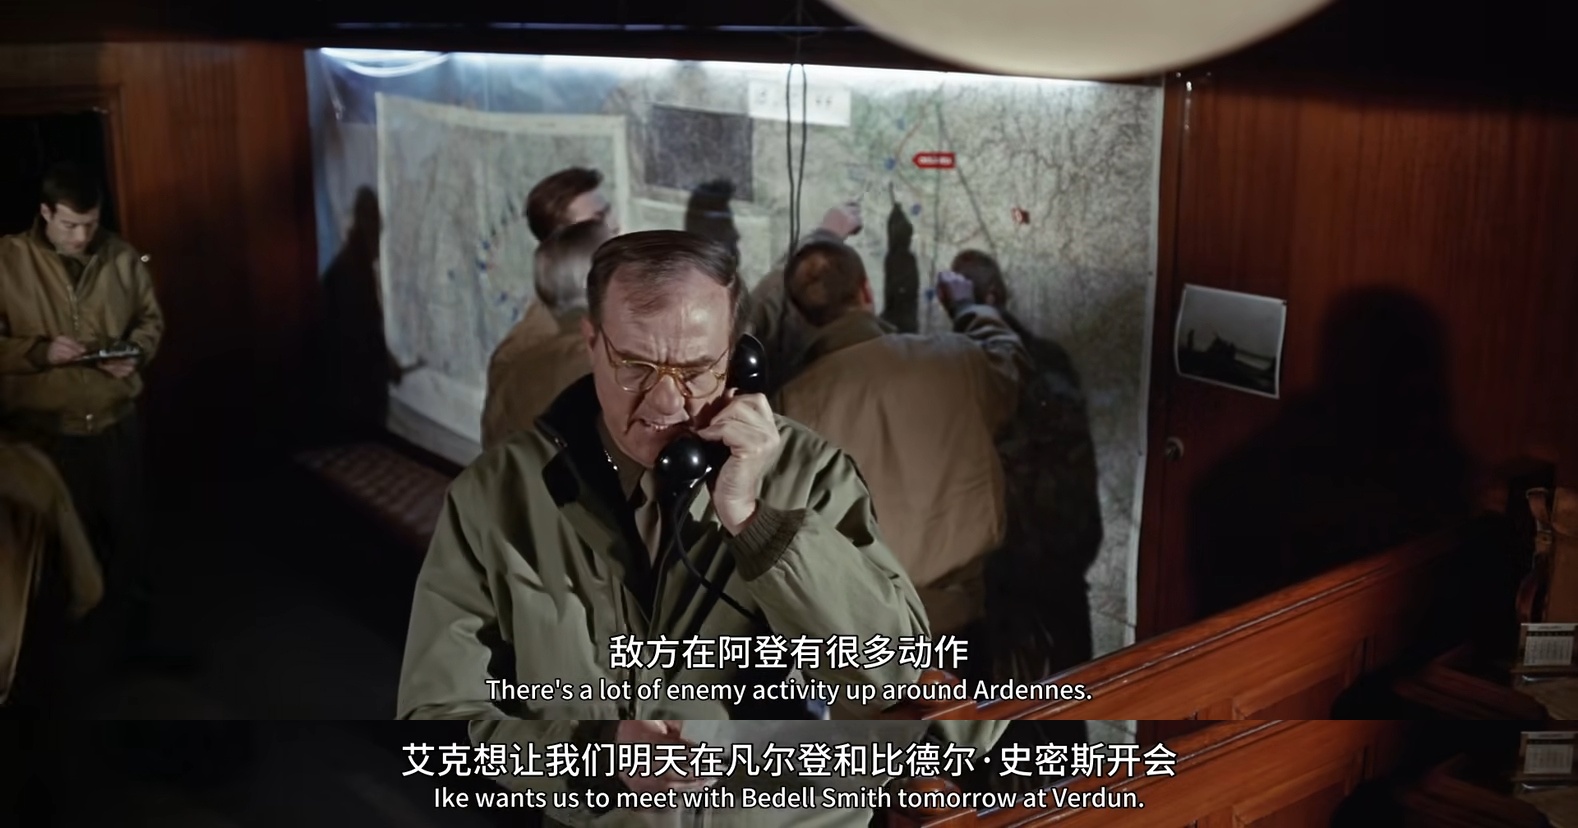 敌方在阿登有很多动作
There's a lot of enemy activity up around Ardennes.
艾克想让我们明天在凡尔登和比德尔·史密斯开会
Ike wants us to meet with Bedell Smith tomorrow at Verdun.